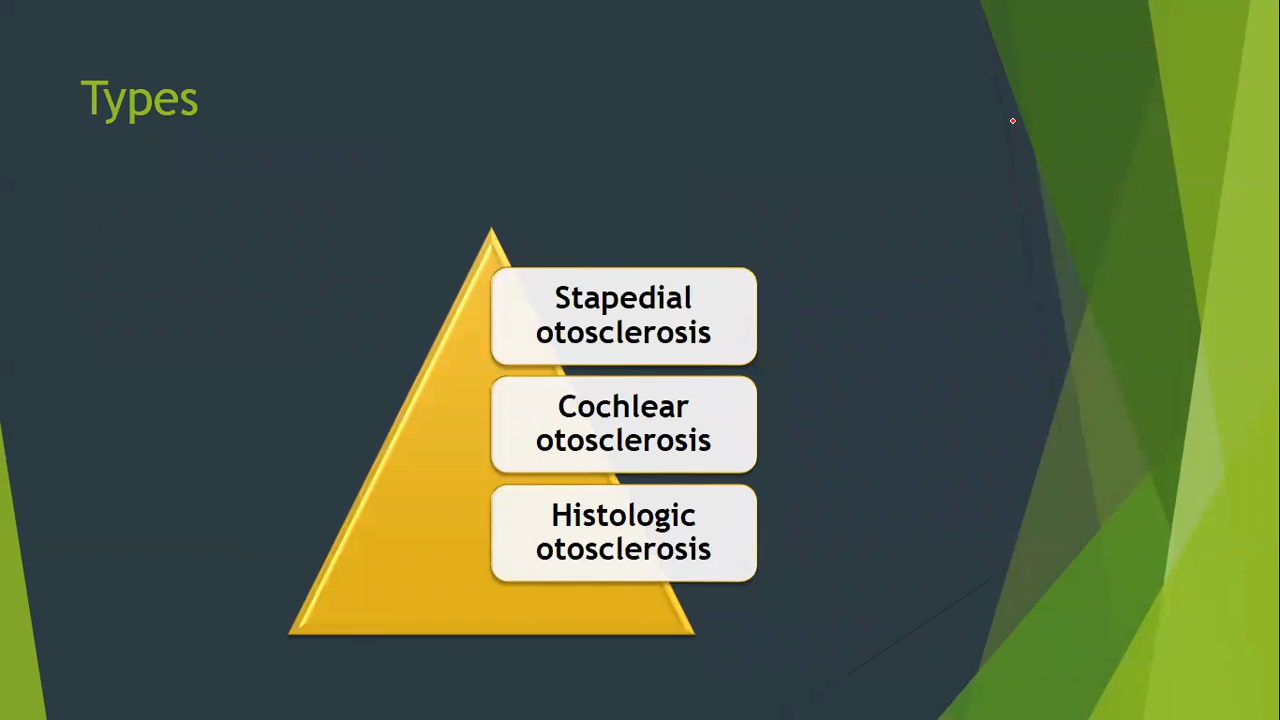 Types
Stapedial
otosclerosis
Cochlear
otosclerosis
Histologic
otosclerosis